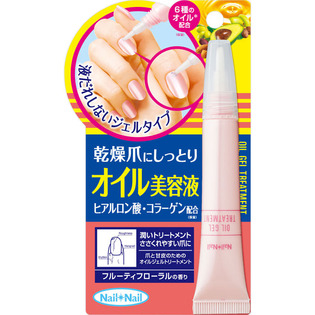 6種のオイル*配合
液だれしないジェルタイプ
乾燥爪にしっとり
オイル美容液
ヒアルロン酸・コラーゲン配合
潤いトリートメント
ささくれやすい爪に
爪と甘皮のための
オイルジェルトリートメント
フルーティフローラルの香り
Nail Nail
OIL GEL TREATMENT
OIL GEL
TREATMENT
Nail Nail